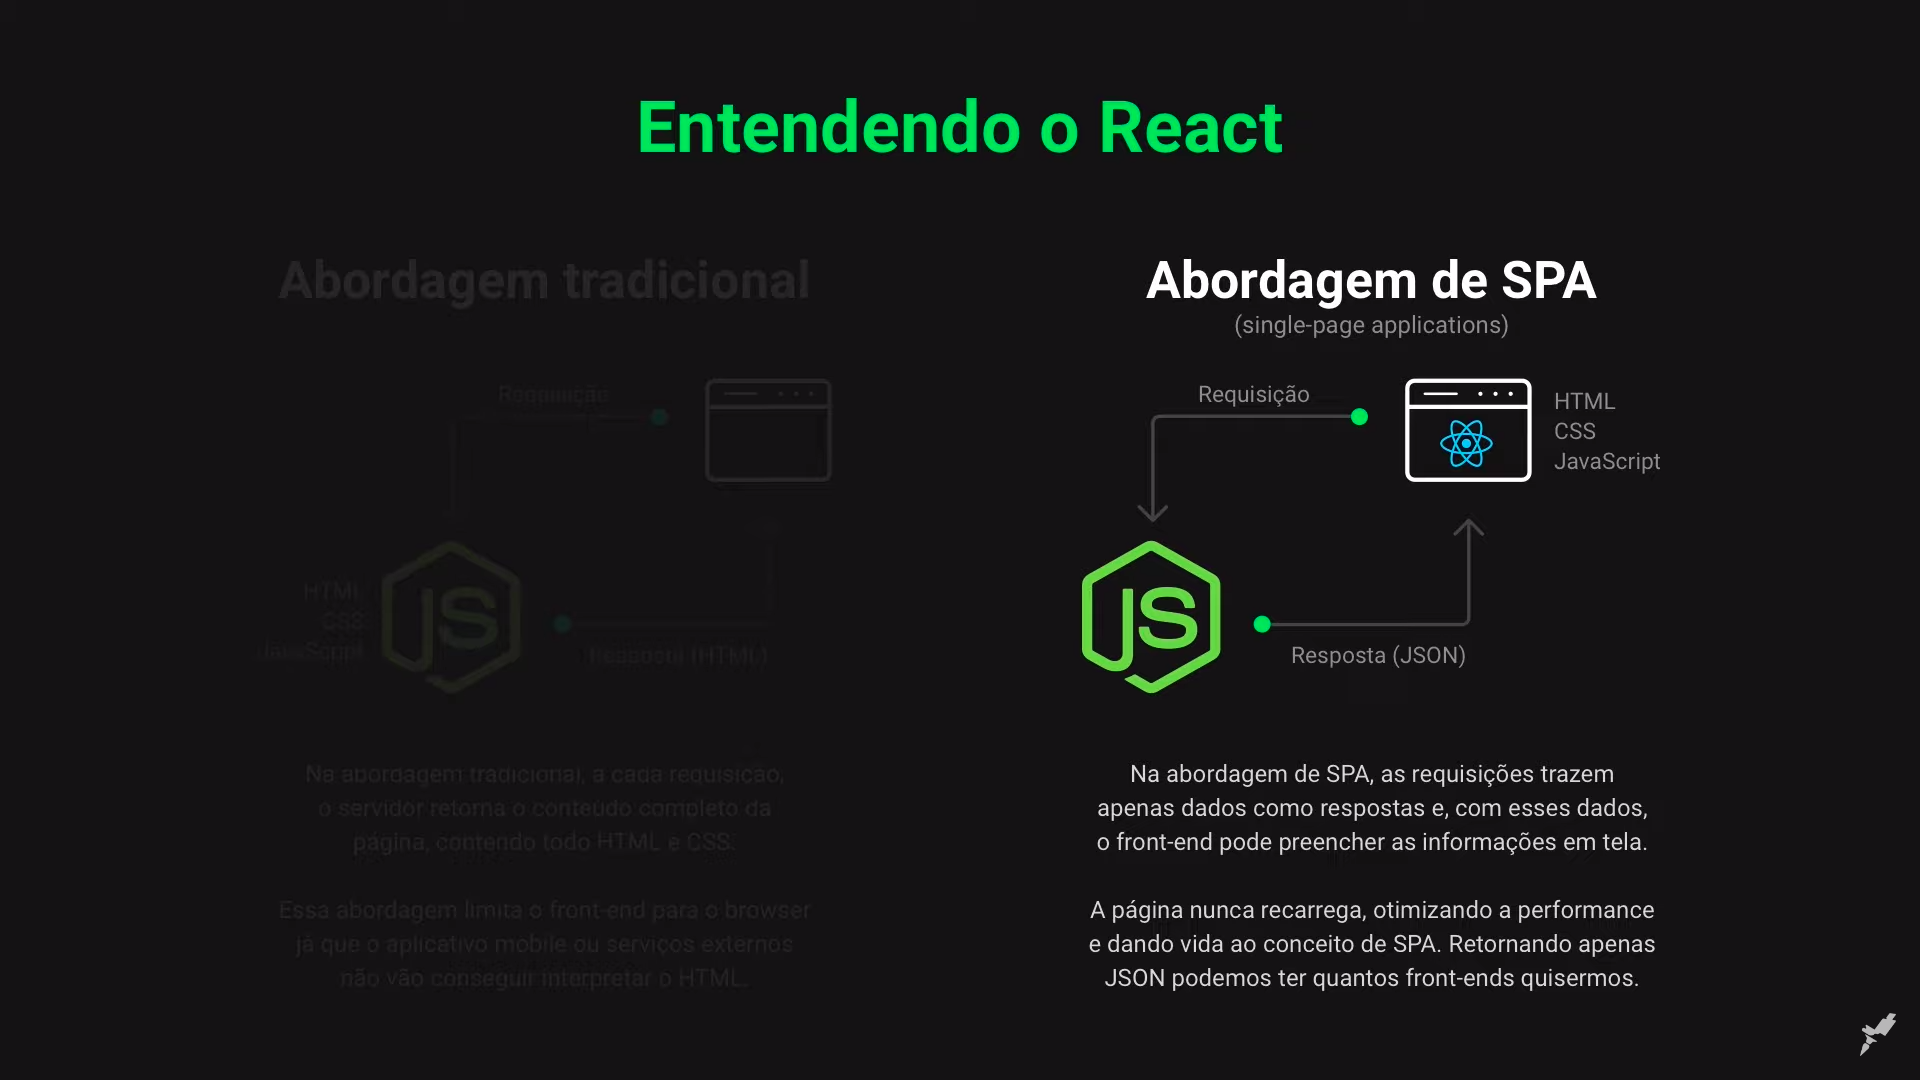 Entendendo o React
Abordagem tradicional
Requisição
HTML
CSS
JavaScript
Resposta (HTML)
Na abordagem tradicional, a cada requisição,
o servidor retorna o conteúdo completo da
página, contendo todo HTML e CSS.
Essa abordagem limita o front-end para o browser
já que o aplicativo mobile ou serviços externos
não vão conseguir interpretar o HTML.
Abordagem de SPA
(single-page applications)
Requisição
HTML
CSS
JavaScript
JS
Resposta (JSON)
Na abordagem de SPA, as requisições trazem
apenas dados como respostas e, com esses dados,
o front-end pode preencher as informações em tela.
A página nunca recarrega, otimizando a performance
e dando vida ao conceito de SPA. Retornando apenas
JSON podemos ter quantos front-ends quisermos.